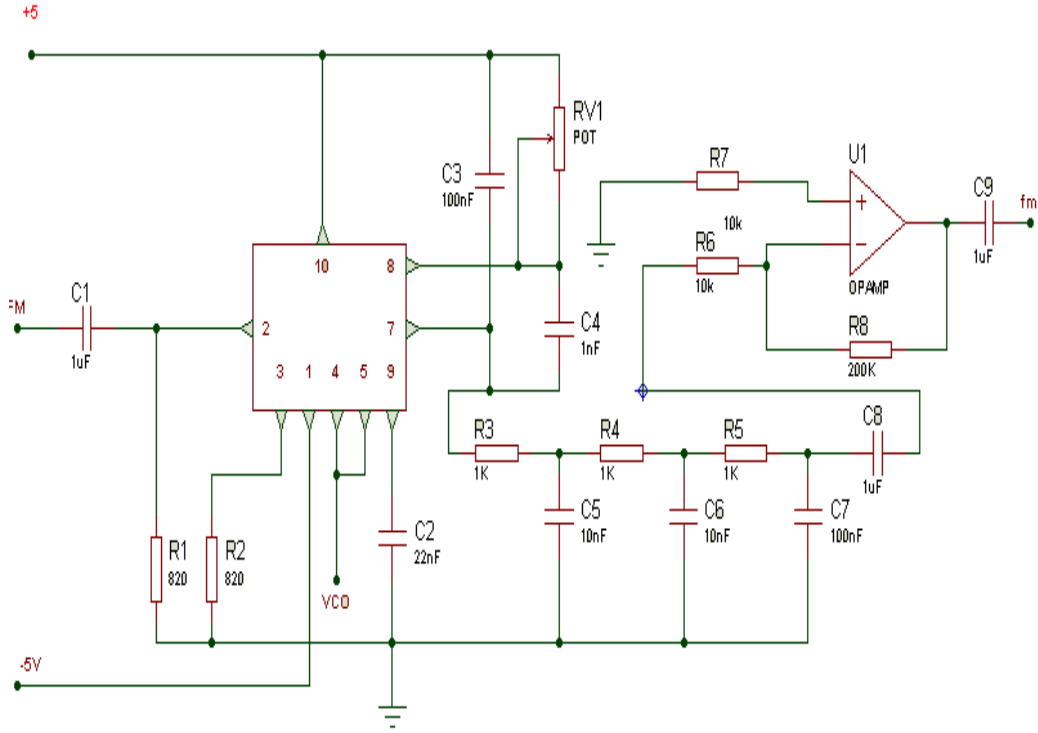 +5
RV1
POT
C3
100nF
R7
10k
U1
OPAMP
C9
1uF
fm
R6
10k
10
8
7
2
3 1 4 5 9
C1
1uF
C4
1nF
R8
200K
R3
1K
R4
1K
R5
1K
C8
1uF
C5
10nF
C6
10nF
C7
100nF
C2
22nF
R1
820
R2
820
VCO
-5V